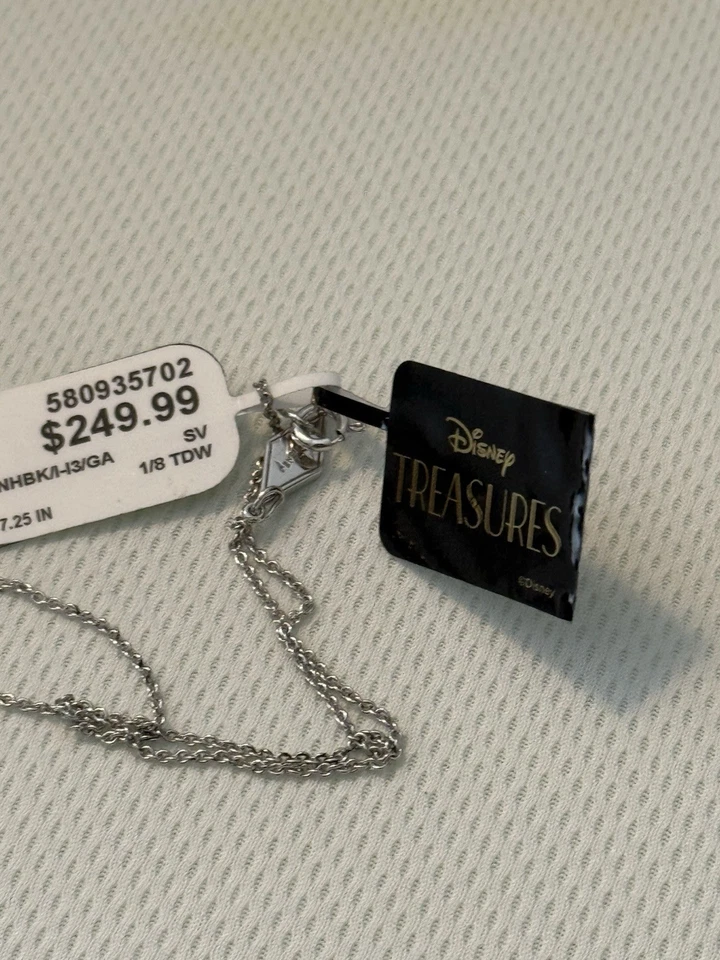 580935702
$249.99
SV
NHBK/I-I3/GA 1/8 TDW
7.25 IN
Disney
TREASURES
©Disney